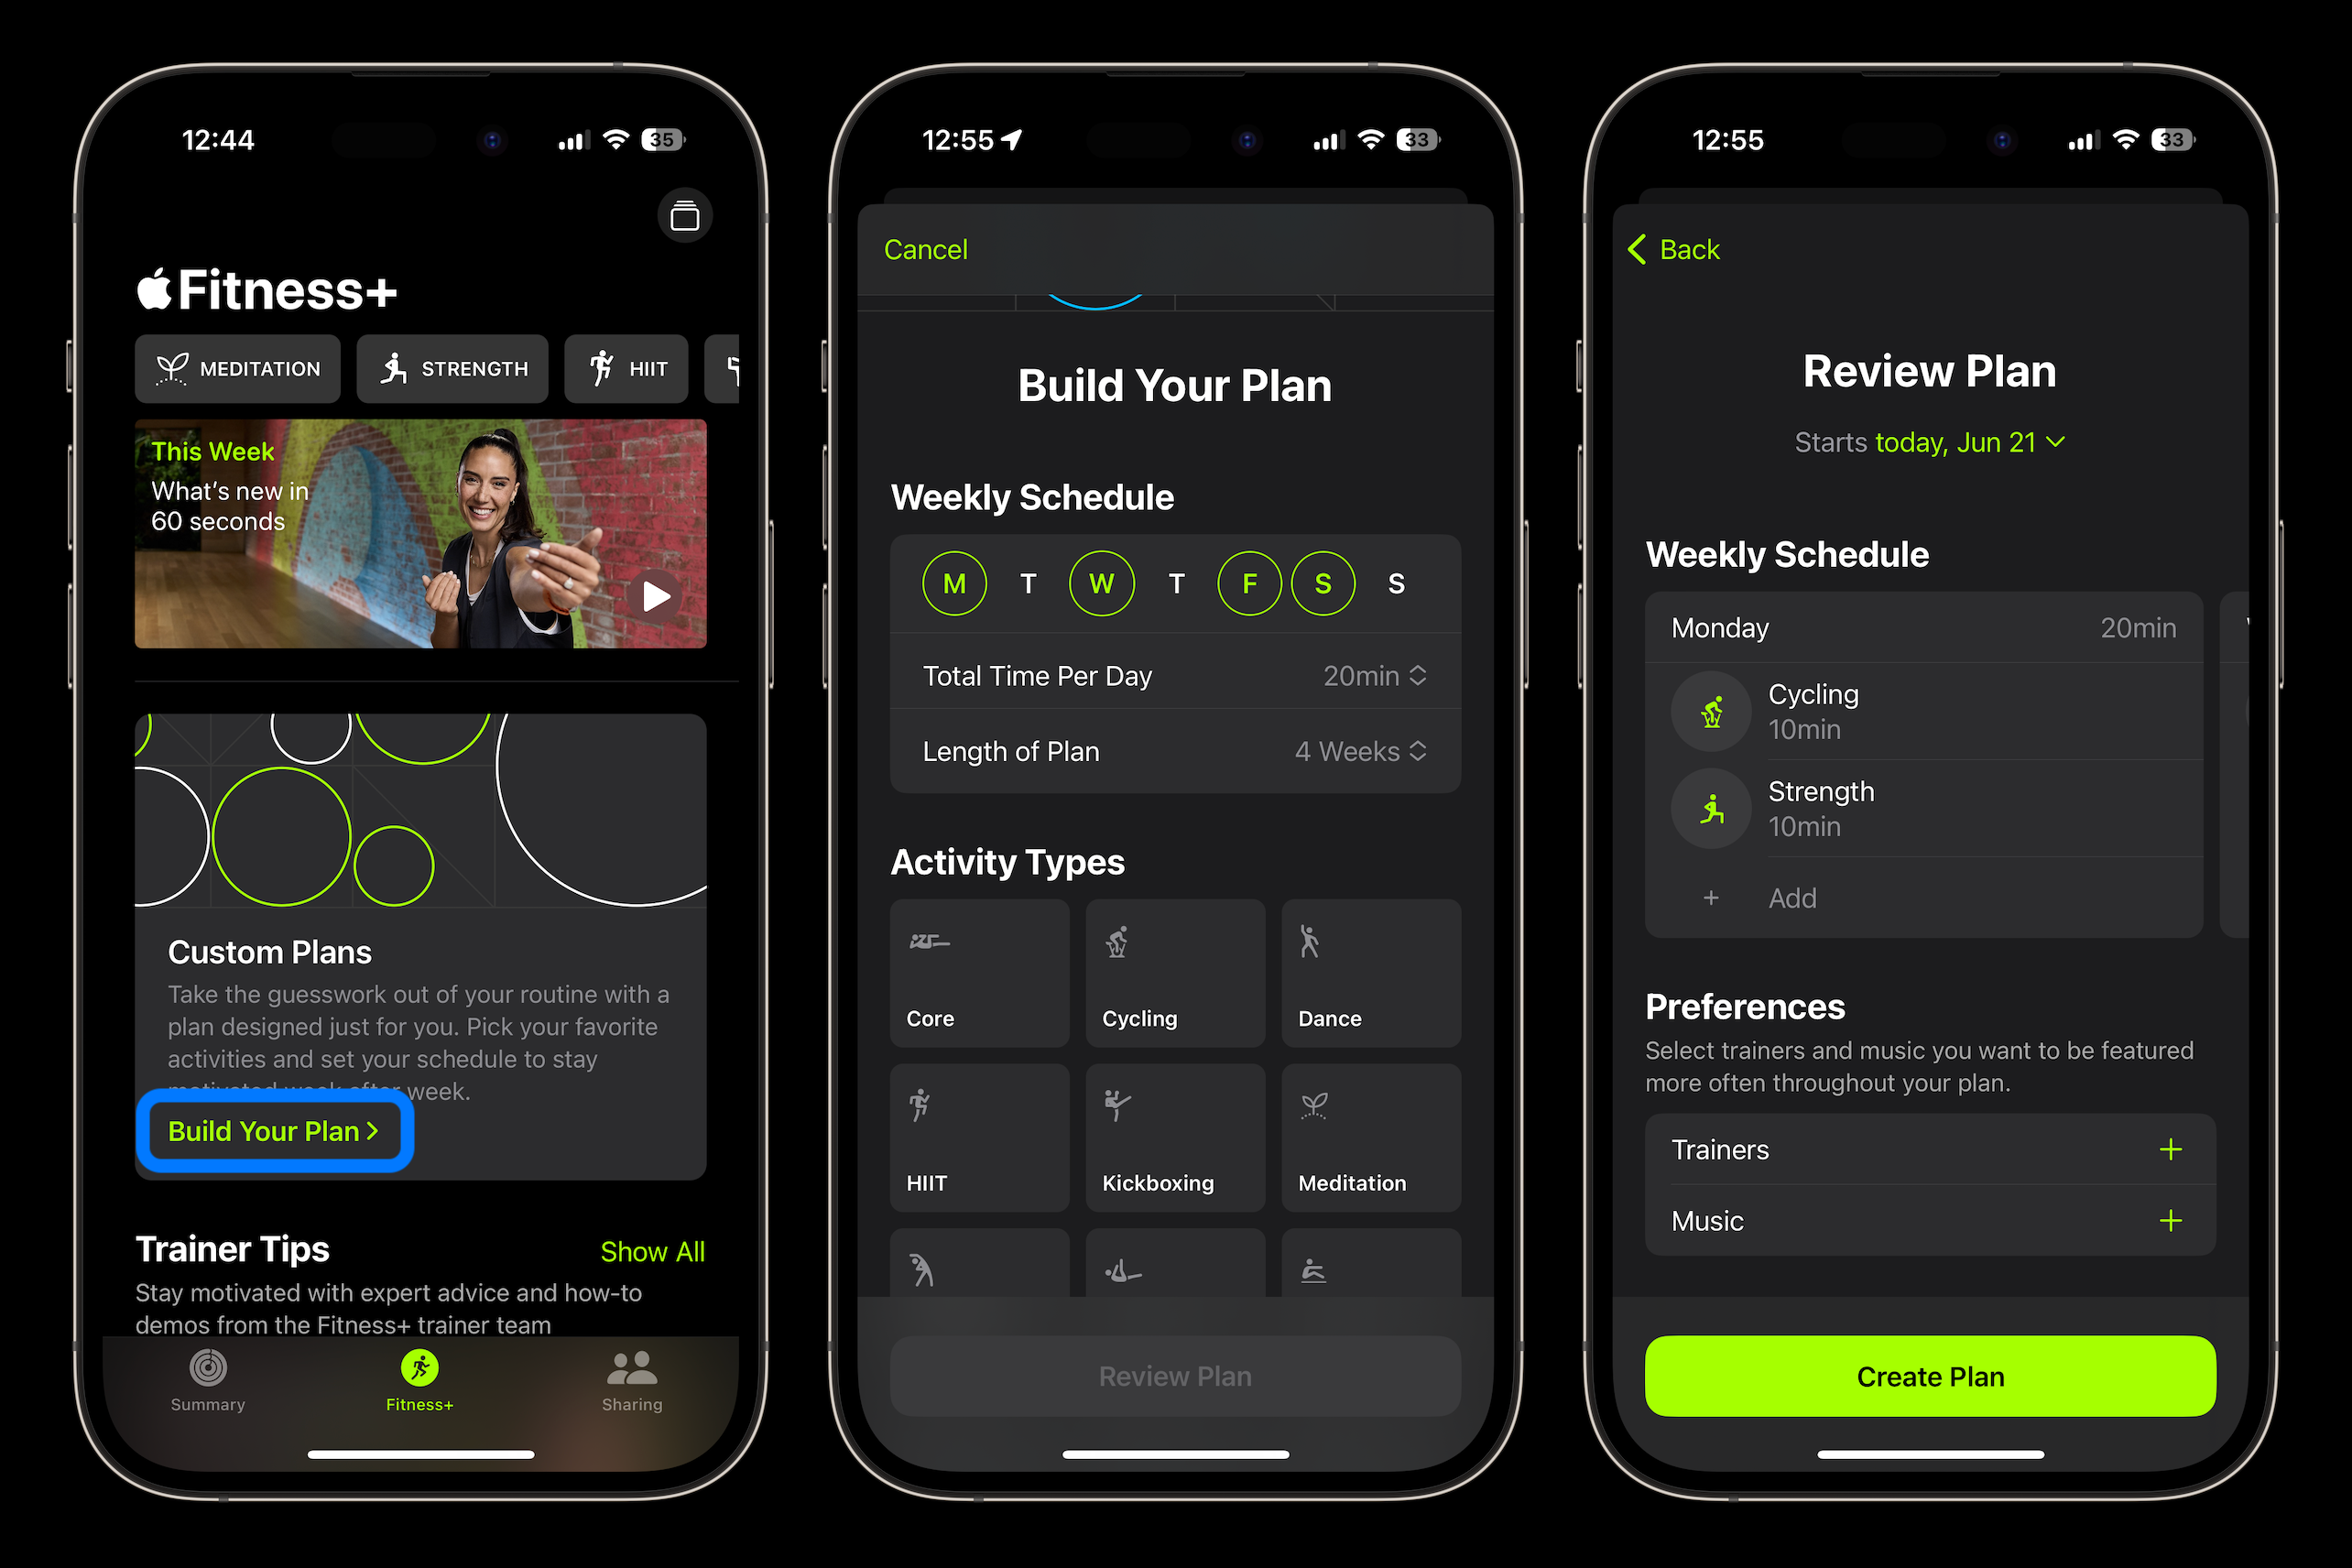 12:44
35
Fitness+
MEDITATION
STRENGTH
HIIT
This Week
What's new in
60 seconds
Custom Plans
Take the guesswork out of your routine with a
plan designed just for you. Pick your favorite
activities and set your schedule to stay
motivated week after week.
Build Your Plan
Trainer Tips
Show All
Stay motivated with expert advice and how-to
demos from the Fitness+ trainer team
Summary
Fitness+
Sharing
12:55
33
Cancel
Build Your Plan
Weekly Schedule
M T W T F S S
Total Time Per Day
20min
Length of Plan
4 Weeks
Activity Types
Core
Cycling
Dance
HIIT
Kickboxing
Meditation
Review Plan
12:55
33
Back
Review Plan
Starts today, Jun 21
Weekly Schedule
Monday
20min
Cycling
10min
Strength
10min
+ Add
Preferences
Select trainers and music you want to be featured
more often throughout your plan.
Trainers +
Music +
Create Plan